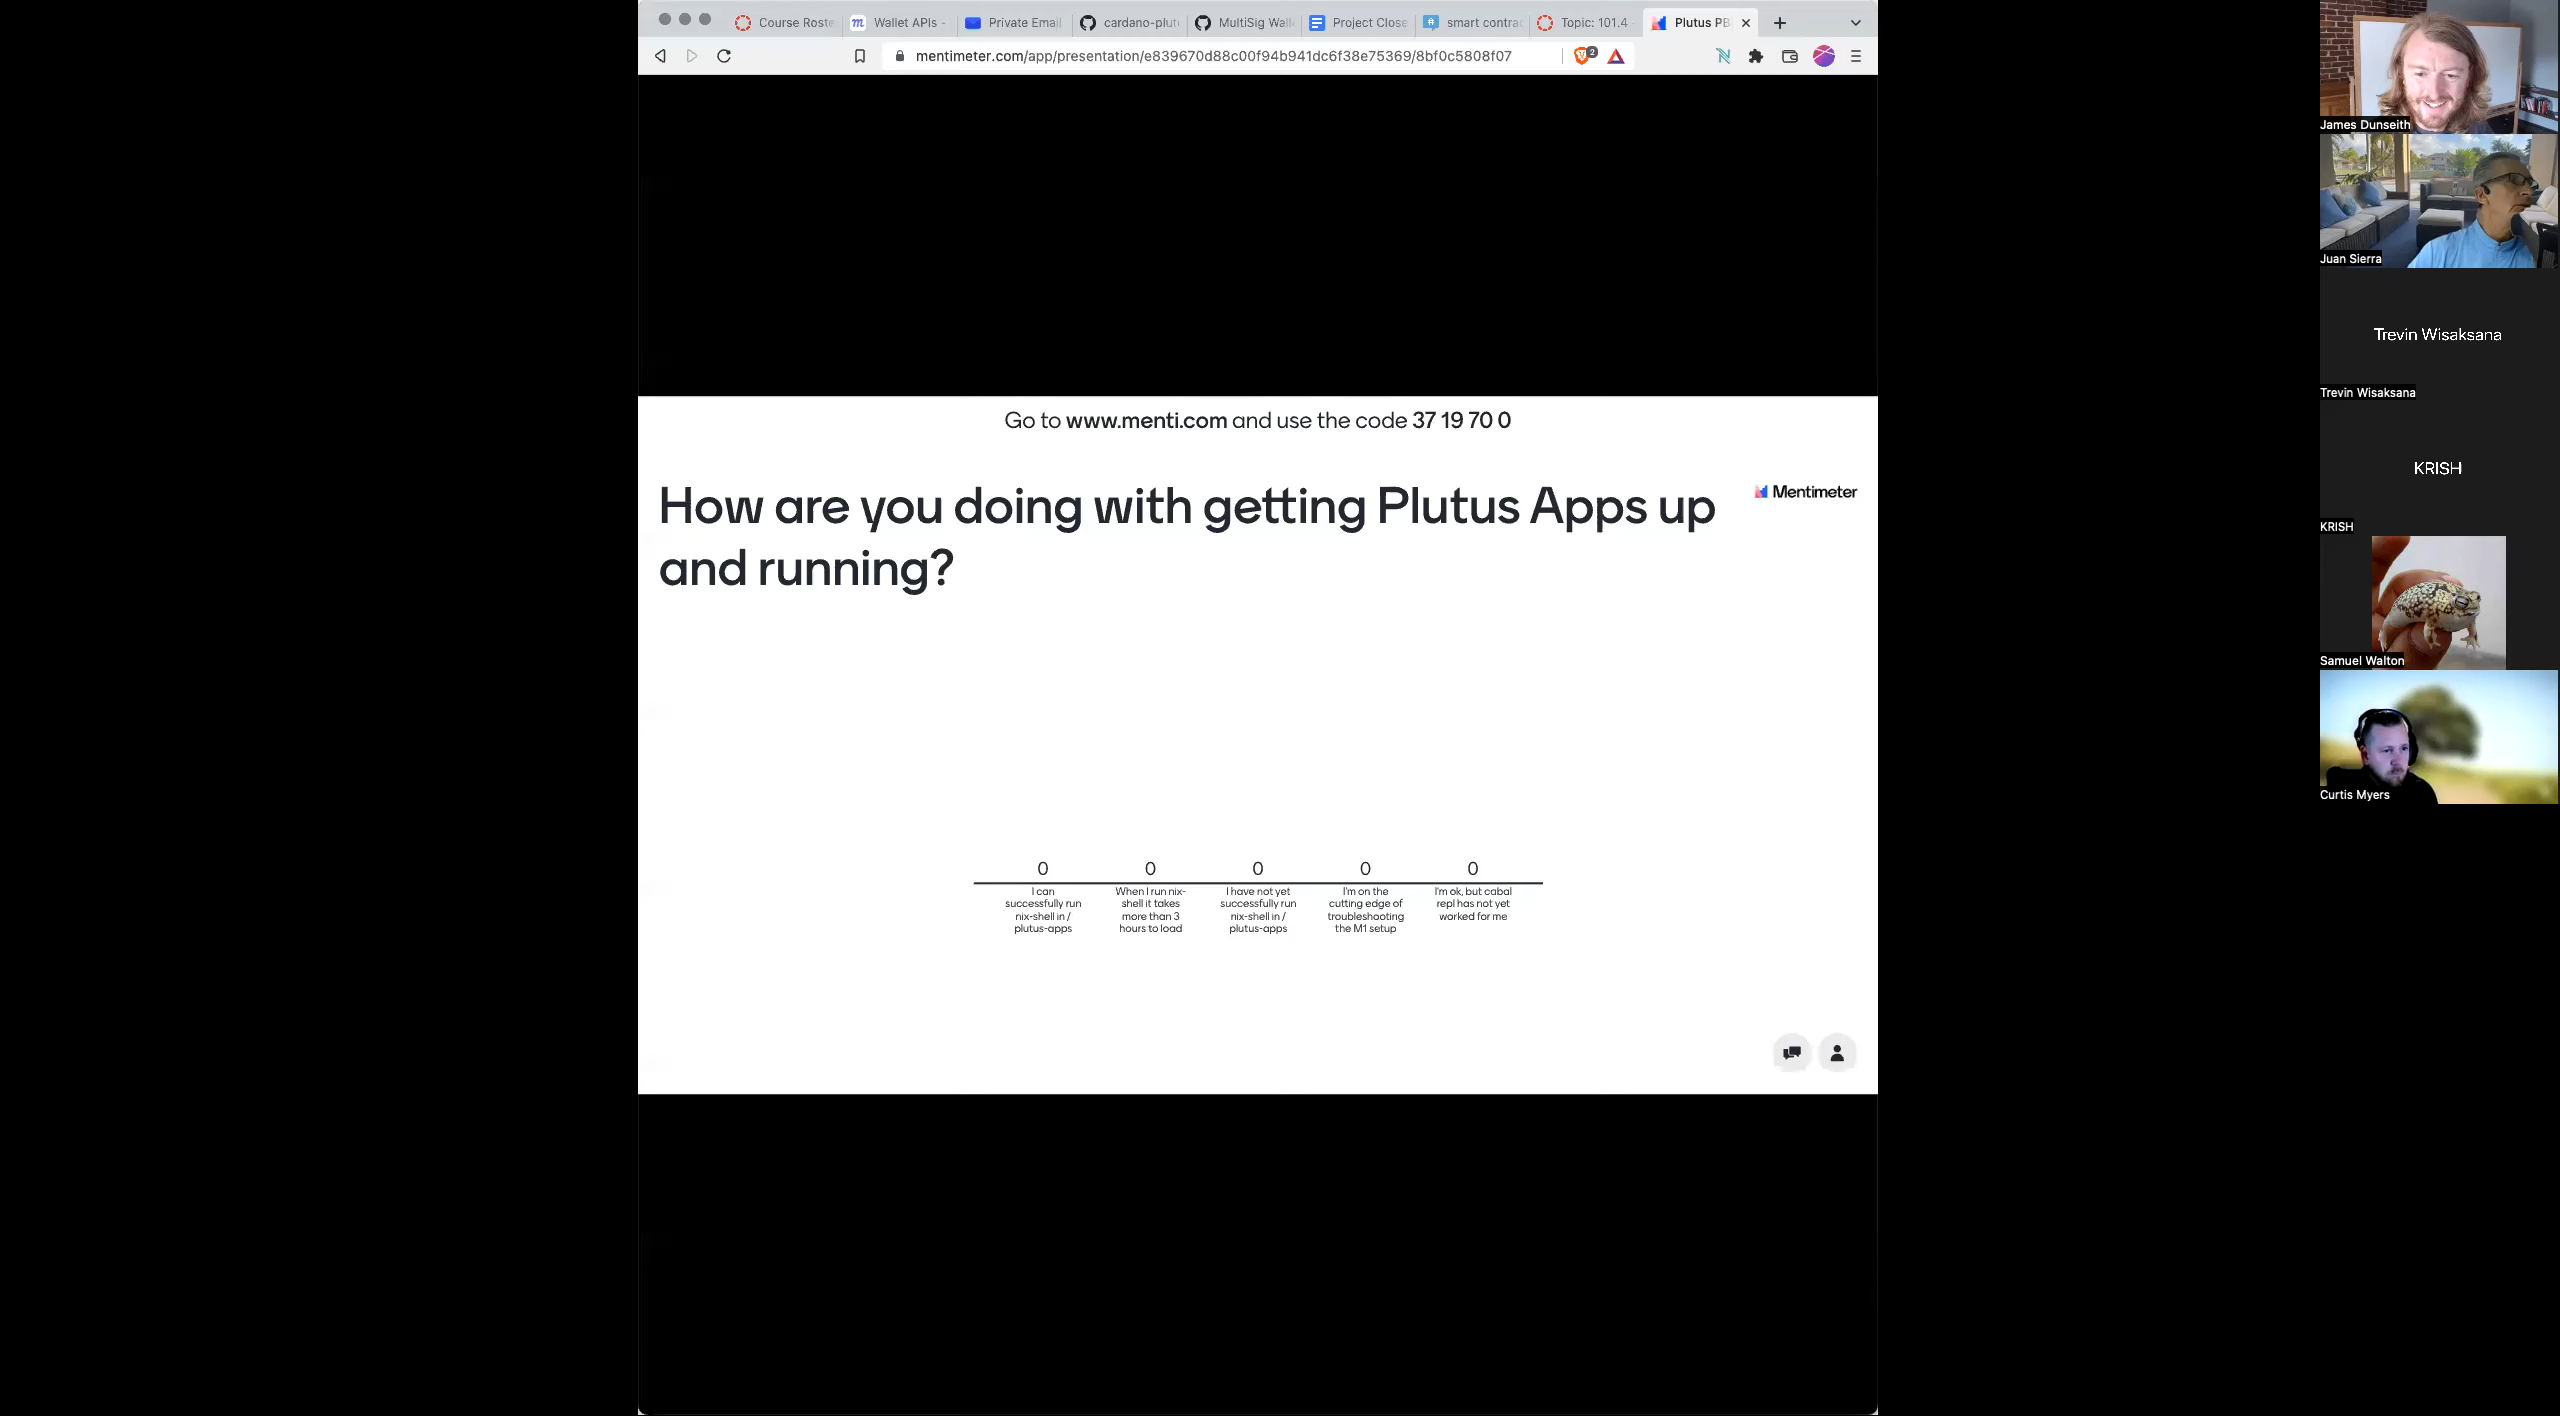 Course Roste
Wallet APIs -
Private Email
cardano-plut
MultiSig Wall
Project Close
smart contrac
Topic: 101.4
Plutus PB
mentimeter.com/app/presentation/e839670d88c00f94b941dc6f38e75369/8bf0c5808f07
2
Go to www.menti.com and use the code 37 19 70 0
How are you doing with getting Plutus Apps up
and running?
Mentimeter
0
I can
successfully run
nix-shell in /
plutus-apps
0
When I run nix-
shell it takes
more than 3
hours to load
0
I have not yet
successfully run
nix-shell in /
plutus-apps
0
I'm on the
cutting edge of
troubleshooting
the M1 setup
0
I'm ok, but cabal
repl has not yet
worked for me
James Dunseith
Juan Sierra
Trevin Wisaksana
Trevin Wisaksana
KRISH
KRISH
Samuel Walton
Curtis Myers